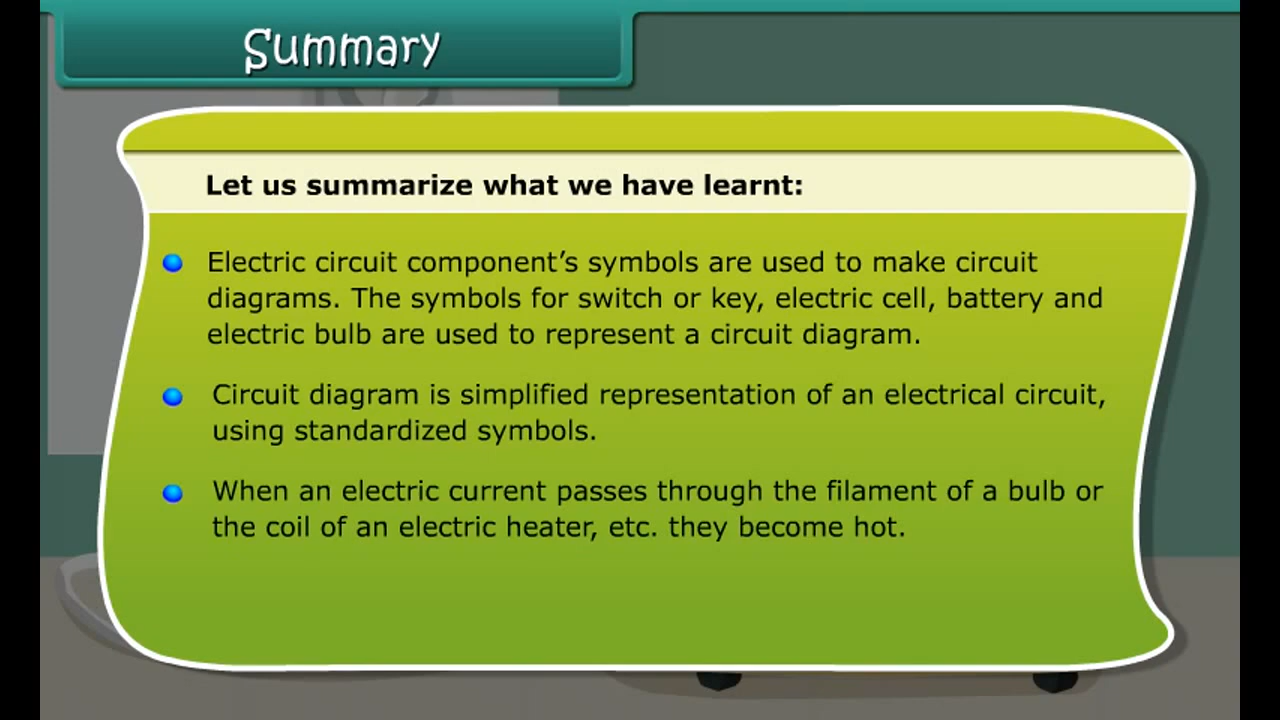 Summary
Let us summarize what we have learnt:
Electric circuit component’s symbols are used to make circuit
diagrams. The symbols for switch or key, electric cell, battery and
electric bulb are used to represent a circuit diagram.
Circuit diagram is simplified representation of an electrical circuit,
using standardized symbols.
When an electric current passes through the filament of a bulb or
the coil of an electric heater, etc. they become hot.